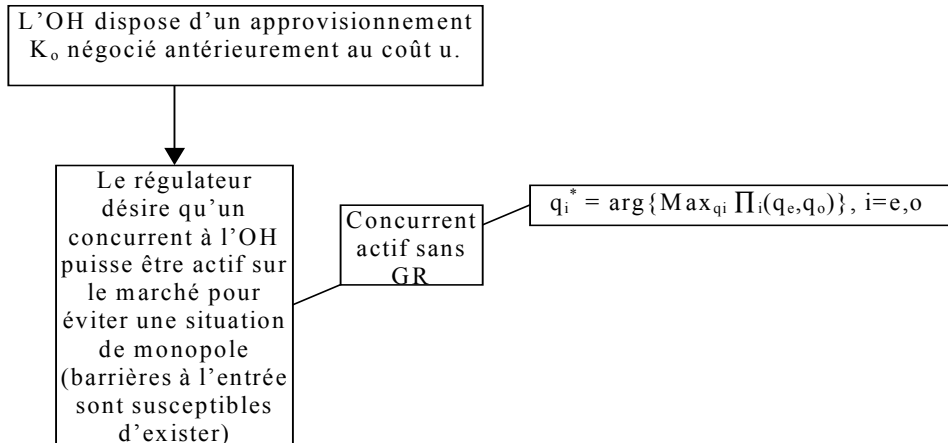 L'OH dispose d'un approvisionnement
Kₒ négocié antérieurement au coût u.
Le régulateur
désire qu'un
concurrent à l'OH
puisse être actif sur
le marché pour
éviter une situation
de monopole
(barrières à l'entrée
sont susceptibles
d'exister)
Concurrent
actif sans
GR
qᵢ* = arg{Max_qi ∏ᵢ(qₑ,qₒ)}, i=e,o